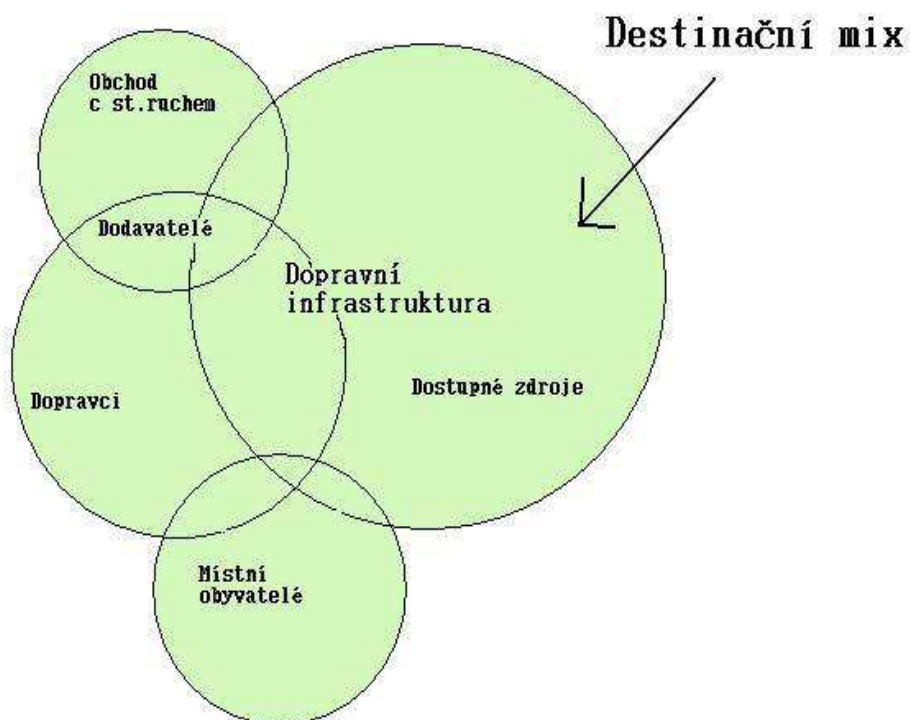 Destinační mix
Obchod
c st.ruchem
Dodavatelé
Dopravní
infrastruktura
Dostupné zdroje
Dopravci
Místní
obyvatelé